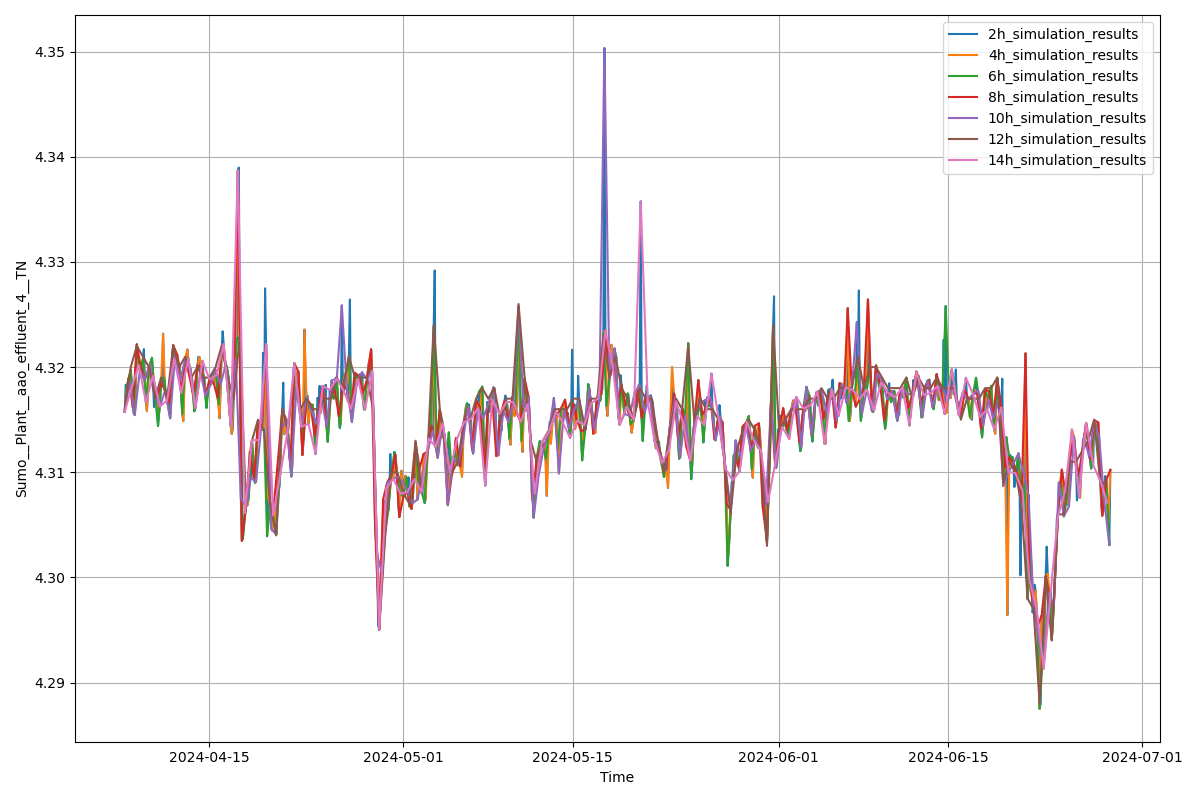 2h_simulation_results
4h_simulation_results
6h_simulation_results
8h_simulation_results
10h_simulation_results
12h_simulation_results
14h_simulation_results
4.35
4.34
4.33
4.32
4.31
4.30
4.29
Sumo__Plant__aao_effluent_4__TN
2024-04-15
2024-05-01
2024-05-15
2024-06-01
2024-06-15
2024-07-01
Time